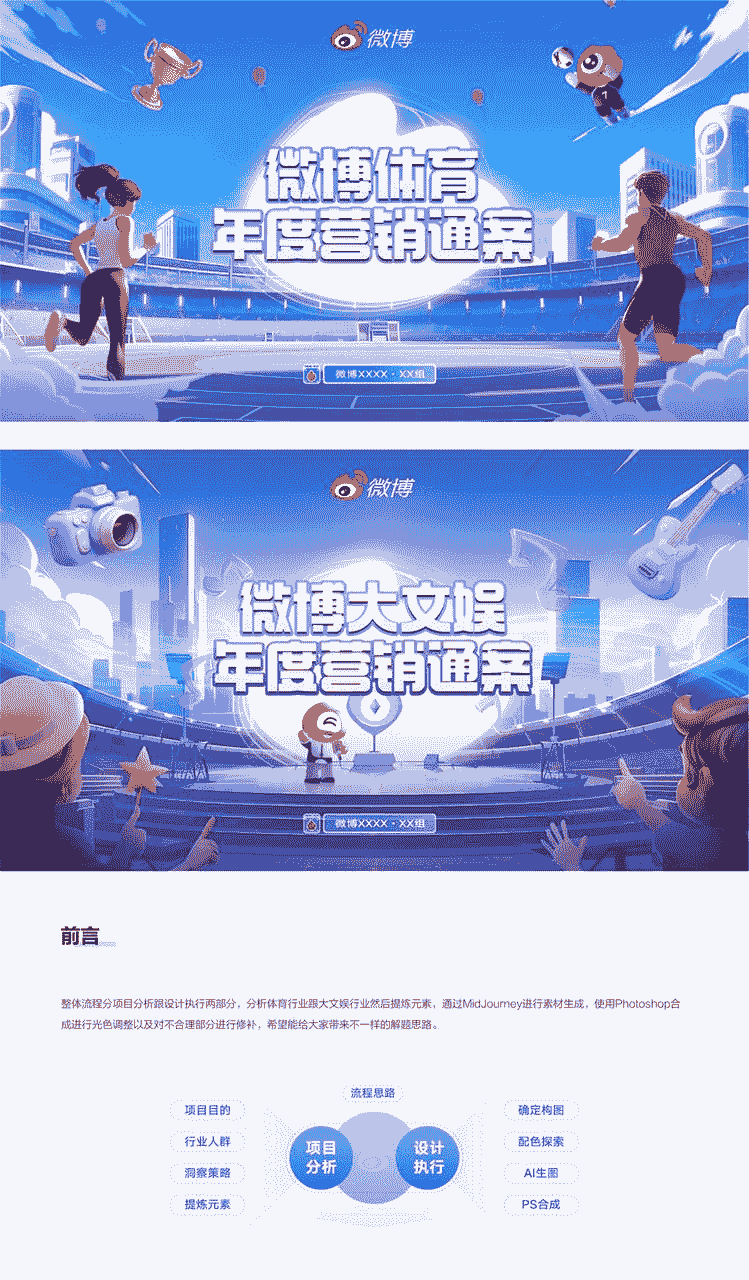 微博
微博体育
年度营销通案
微博XXXX · XX组
微博
微博大文娱
年度营销通案
微博XXXX · XX组
前言
整体流程分项目分析跟设计执行两部分，分析体育行业跟大文娱行业然后提炼元素，通过MidJourney进行素材生成，使用Photoshop合
成进行光色调整以及对不合理部分进行修补，希望能给大家带来不一样的解题思路。
流程思路
项目目的
行业人群
洞察策略
提炼元素
项目
分析
设计
执行
确定构图
配色探索
AI生图
PS合成